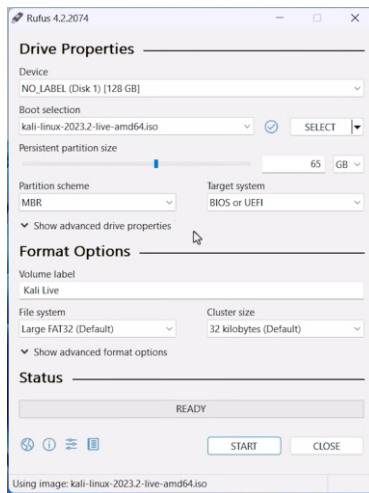 Rufus 4.2.2074
Drive Properties
Device
NO_LABEL (Disk 1) [128 GB]
Boot selection
kali-linux-2023.2-live-amd64.iso
SELECT
Persistent partition size
65 GB
Partition scheme Target system
MBR BIOS or UEFI
Show advanced drive properties
Format Options
Volume label
Kali Live
File system Cluster size
Large FAT32 (Default) 32 kilobytes (Default)
Show advanced format options
Status
READY
START CLOSE
Using image: kali-linux-2023.2-live-amd64.iso